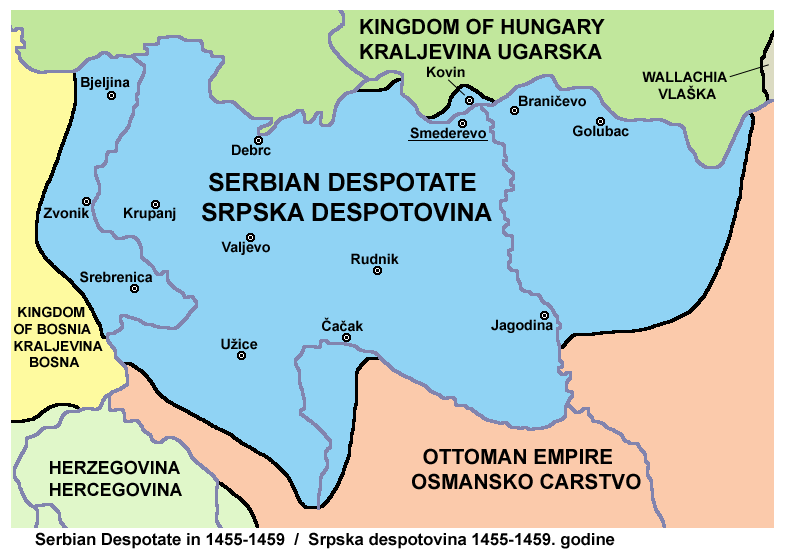 KINGDOM OF HUNGARY
KRALJEVINA UGARSKA
Kovin
WALLACHIA
VLAŠKA
Bjeljina
Braničevo
Golubac
Smederevo
Debrc
SERBIAN DESPOTATE
SRPSKA DESPOTOVINA
Zvonik
Krupanj
Valjevo
Rudnik
Srebrenica
KINGDOM
OF BOSNIA
KRALJEVINA
BOSNA
Čačak
Jagodina
Užice
OTTOMAN EMPIRE
OSMANSKO CARSTVO
HERZEGOVINA
HERCEGOVINA
Serbian Despotate in 1455-1459 / Srpska despotovina 1455-1459. godine